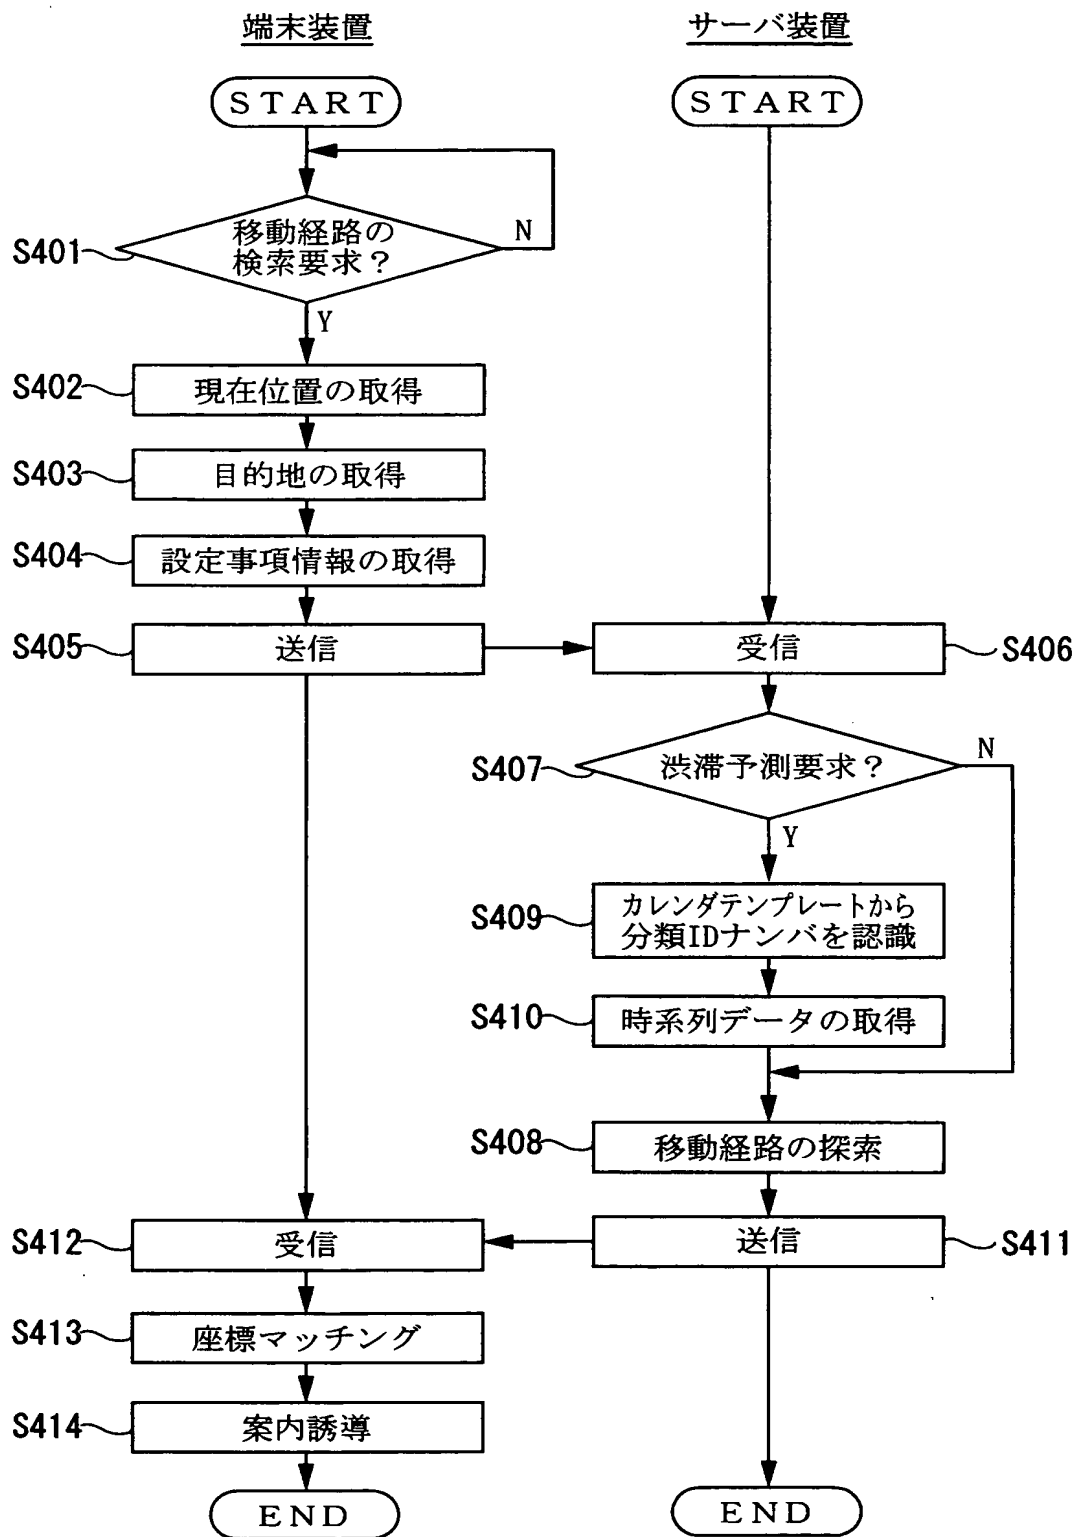 端末装置
サーバ装置
START
START
S401
移動経路の
検索要求?
N
Y
S402
現在位置の取得
S403
目的地の取得
S404
設定事項情報の取得
S405
送信
受信
S406
S407
渋滞予測要求?
N
Y
S409
カレンダテンプレートから
分類IDナンバを認識
S410
時系列データの取得
S408
移動経路の探索
S412
受信
送信
S411
S413
座標マッチング
S414
案内誘導
END
END